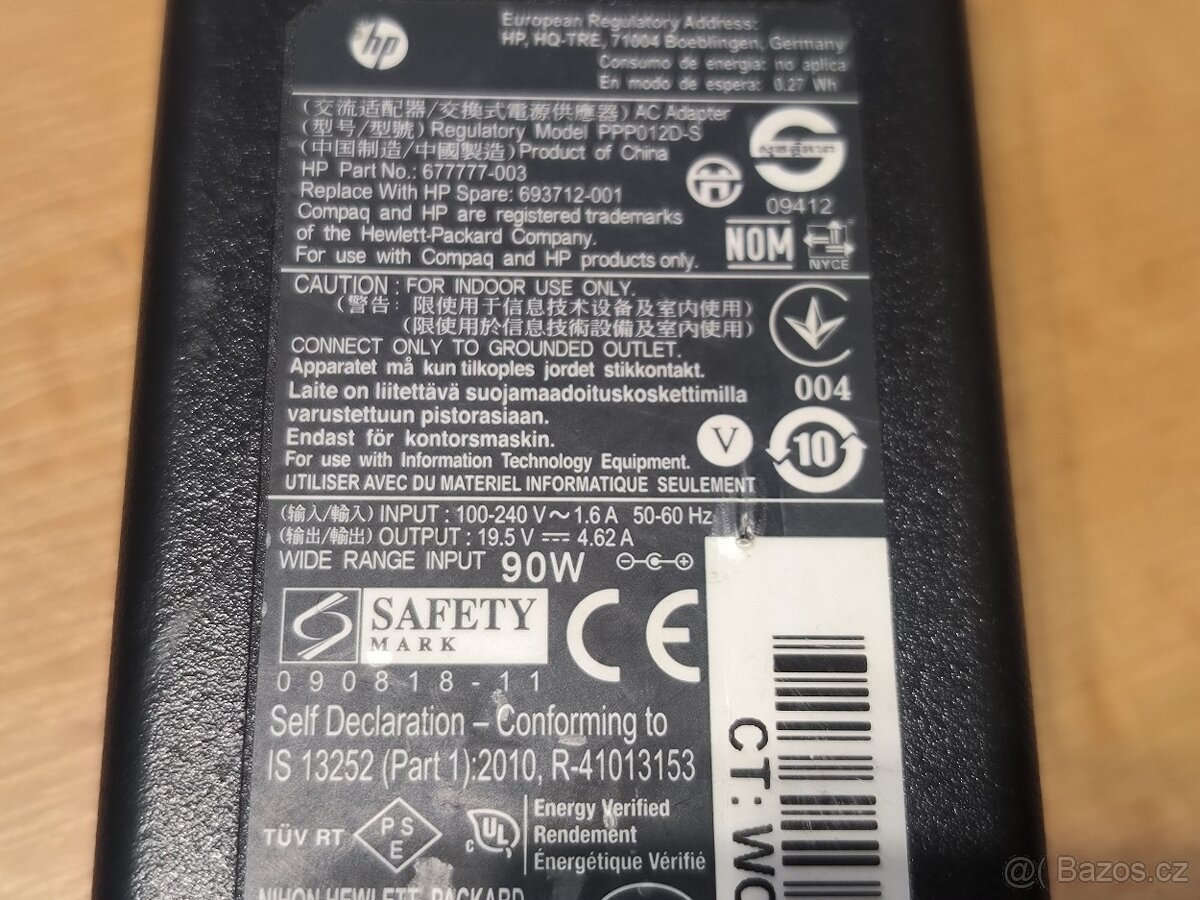 hp
European Regulatory Address:
HP, HQ-TRE, 71004 Boeblingen, Germany
Consumo de energia: no aplica
En modo de espera: 0.27 Wh
(交流适配器/交換式電源供應器) AC Adapter
(型号/型號) Regulatory Model PPP012D-S
(中国制造/中國製造) Product of China
HP Part No.: 677777-003
Replace With HP Spare: 693712-001
Compaq and HP are registered trademarks
of the Hewlett-Packard Company.
For use with Compaq and HP products only.
09412
NOM
NYCE
CAUTION : FOR INDOOR USE ONLY.
(警告: 限使用于信息技术设备及室内使用)
(限使用於信息技術設備及室內使用)
CONNECT ONLY TO GROUNDED OUTLET.
Apparatet må kun tilkoples jordet stikkontakt.
Laite on liitettävä suojamaadoituskoskettimilla
varustettuun pistorasiaan.
Endast för kontorsmaskin.
For use with Information Technology Equipment.
UTILISER AVEC DU MATERIEL INFORMATIQUE SEULEMENT
004
V
10
(输入/輸入) INPUT : 100-240 V～ 1.6 A 50-60 Hz
(输出/輸出) OUTPUT : 19.5 V ⎓ 4.62 A
WIDE RANGE INPUT 90W
SAFETY
MARK
CE
090818-11
Self Declaration – Conforming to
IS 13252 (Part 1):2010, R-41013153
TÜV RT
PSE
c UL
Energy Verified
Rendement
Énergétique Vérifié
NIHON HEWLETT PACKARD
CT: W
@( Bazos.cz